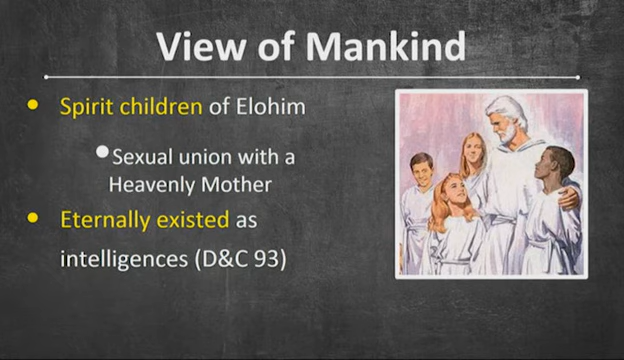 View of Mankind
• Spirit children of Elohim
• Sexual union with a
Heavenly Mother
• Eternally existed as
intelligences (D&C 93)